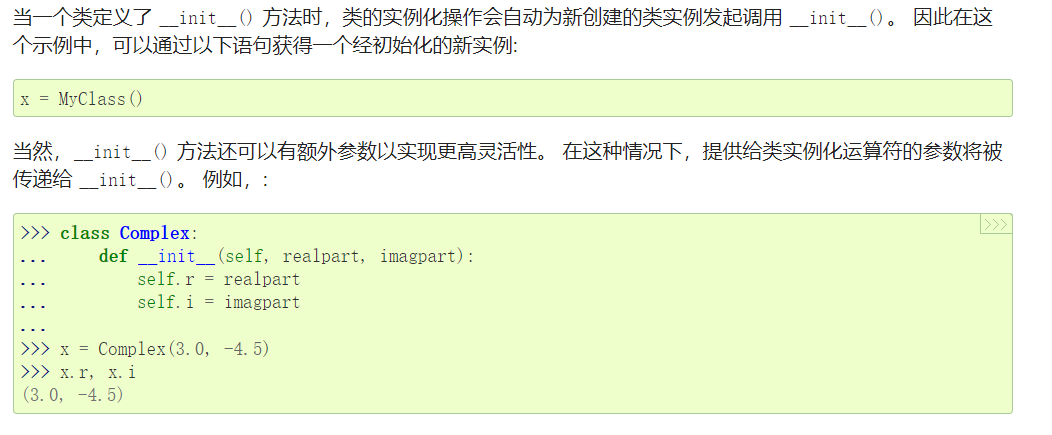 当一个类定义了 __init__() 方法时，类的实例化操作会自动为新创建的类实例发起调用 __init__()。 因此在这
个示例中，可以通过以下语句获得一个经初始化的新实例:
x = MyClass()
当然，__init__() 方法还可以有额外参数以实现更高灵活性。 在这种情况下，提供给类实例化运算符的参数将被
传递给 __init__()。 例如，:
>>>
>>> class Complex:
...     def __init__(self, realpart, imagpart):
...         self.r = realpart
...         self.i = imagpart
...
>>> x = Complex(3.0, -4.5)
>>> x.r, x.i
(3.0, -4.5)